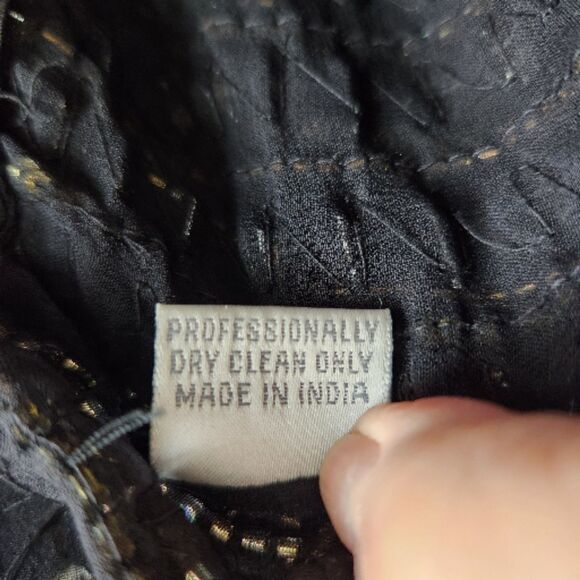 PROFESSIONALLY
DRY CLEAN ONLY
MADE IN INDIA